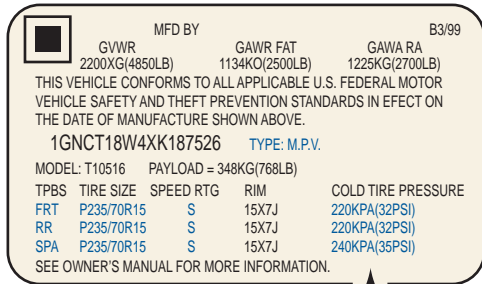 MFD BY B3/99
GVWR GAWR FAT GAWA RA
2200XG(4850LB) 1134KO(2500LB) 1225KG(2700LB)
THIS VEHICLE CONFORMS TO ALL APPLICABLE U.S. FEDERAL MOTOR
VEHICLE SAFETY AND THEFT PREVENTION STANDARDS IN EFECT ON
THE DATE OF MANUFACTURE SHOWN ABOVE.
1GNCT18W4XK187526 TYPE: M.P.V.
MODEL: T10516 PAYLOAD = 348KG(768LB)
TPBS TIRE SIZE SPEED RTG RIM COLD TIRE PRESSURE
FRT P235/70R15 S 15X7J 220KPA(32PSI)
RR P235/70R15 S 15X7J 220KPA(32PSI)
SPA P235/70R15 S 15X7J 240KPA(35PSI)
SEE OWNER'S MANUAL FOR MORE INFORMATION.